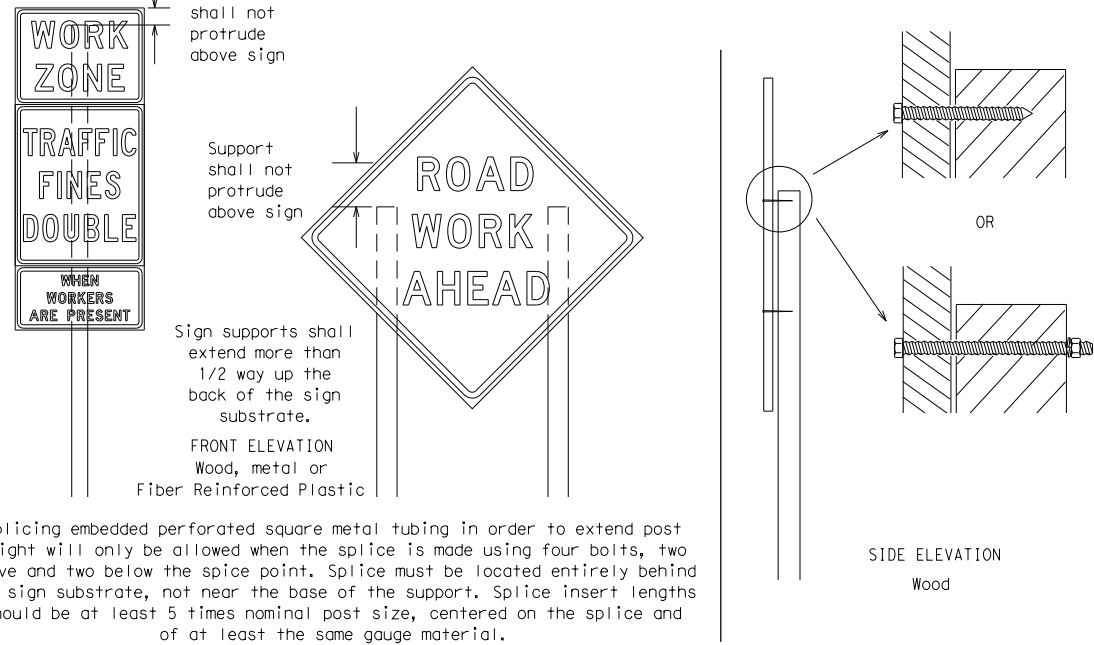 shall not
protrude
above sign
WORK
ZONE
TRAFFIC
FINES
DOUBLE
WHEN
WORKERS
ARE PRESENT
Support
shall not
protrude
above sign
ROAD
WORK
AHEAD
Sign supports shall
extend more than
1/2 way up the
back of the sign
substrate.
FRONT ELEVATION
Wood, metal or
Fiber Reinforced Plastic
OR
SIDE ELEVATION
Wood
plicing embedded perforated square metal tubing in order to extend post
ight will only be allowed when the splice is made using four bolts, two
ve and two below the spice point. Splice must be located entirely behind
sign substrate, not near the base of the support. Splice insert lengths
hould be at least 5 times nominal post size, centered on the splice and
of at least the same gauge material.